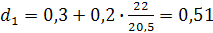 d₁ = 0,3 + 0,2 · 22/20,5 = 0,51